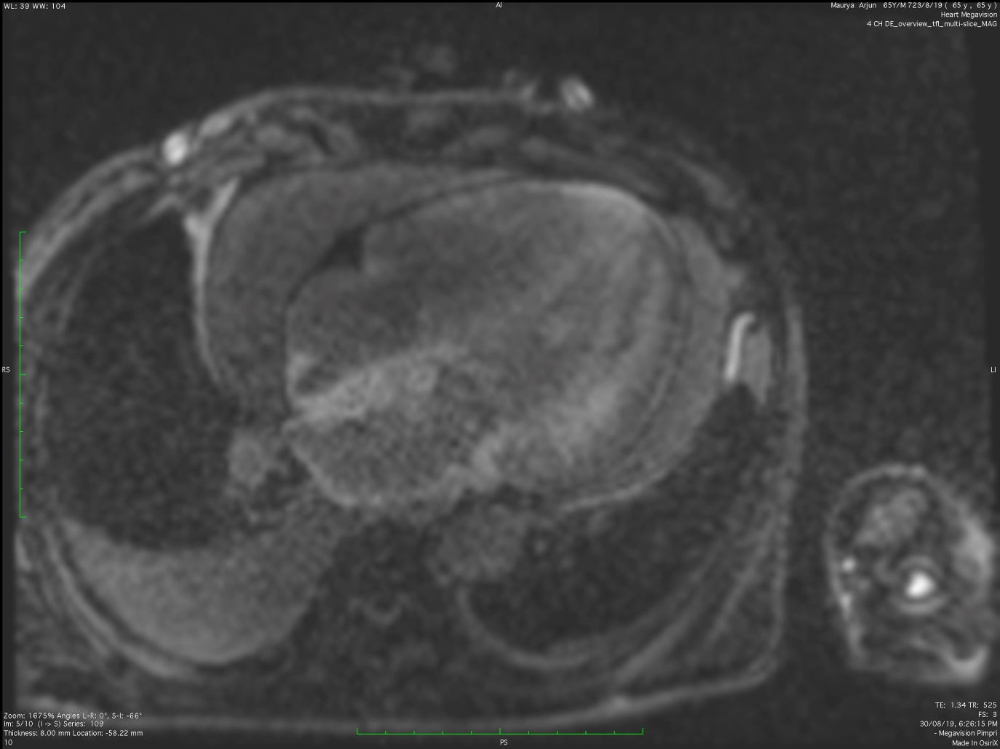 WL: 39 WW: 104
AI
Maurya Arjun 65Y/M 723/8/19 ( 65 y , 65 y )
Heart Megavision
4 CH DE_overview_tfl_multi-slice_MAG
RS
LI
Zoom: 1675% Angles L-R: 0°, S-I: -66°
Im: 5/10 (I -> S) Series: 109
Thickness: 8.00 mm Location: -58.22 mm
10
PS
TE: 1.34 TR: 525
FS: 3
30/08/19, 6:26:15 PM
- Megavision Pimpri
Made In OsiriX